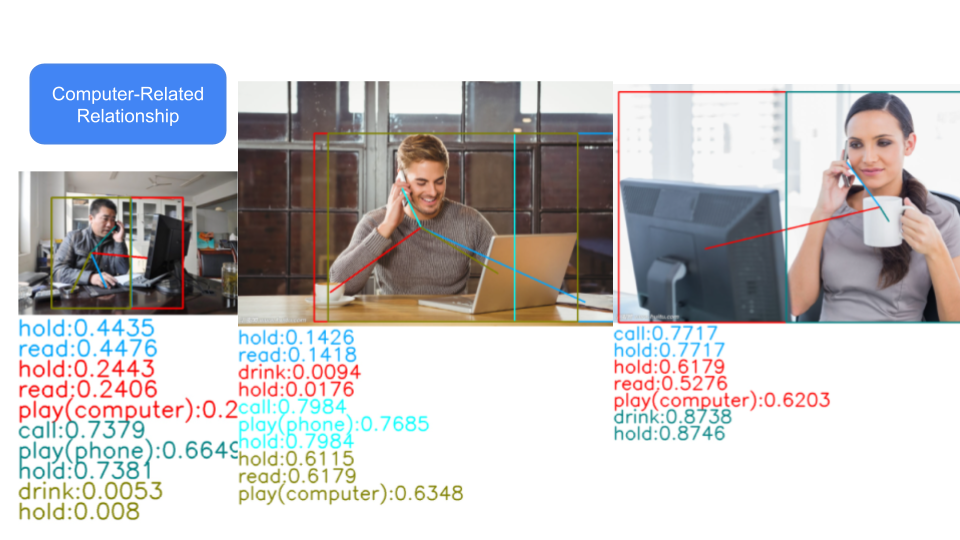 Computer-Related
Relationship
hold:0.4435
read:0.4476
hold:0.2443
read:0.2406
play(computer):0.2
call:0.7379
play(phone):0.6649
hold:0.7381
drink:0.0053
hold:0.008
hold:0.1426
read:0.1418
drink:0.0094
hold:0.0176
call:0.7984
play(phone):0.7685
hold:0.7984
hold:0.6115
read:0.6179
play(computer):0.6348
call:0.7717
hold:0.7717
hold:0.6179
read:0.5276
play(computer):0.6203
drink:0.8738
hold:0.8746